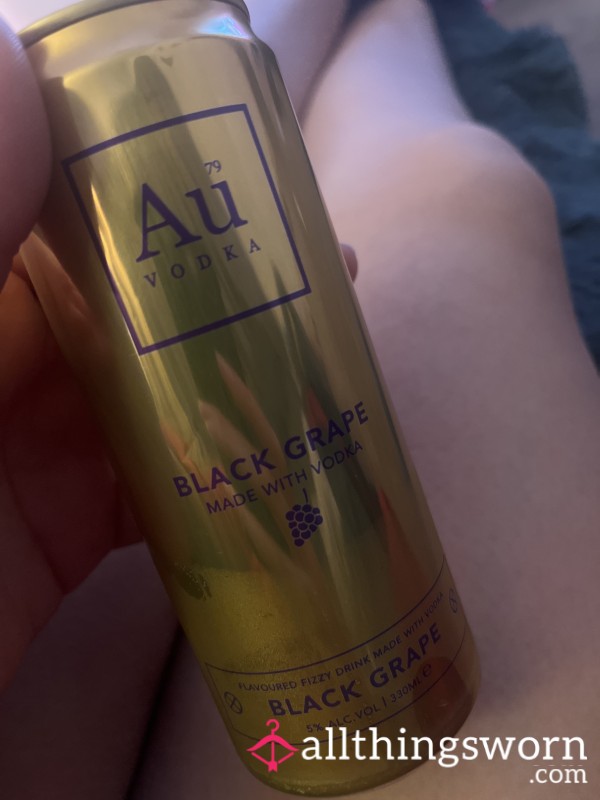 79
Au
VODKA
BLACK GRAPE
MADE WITH VODKA
FLAVOURED FIZZY DRINK MADE WITH VODKA
BLACK GRAPE
5% ALC.VOL | 330ML ℮
allthingsworn
.com